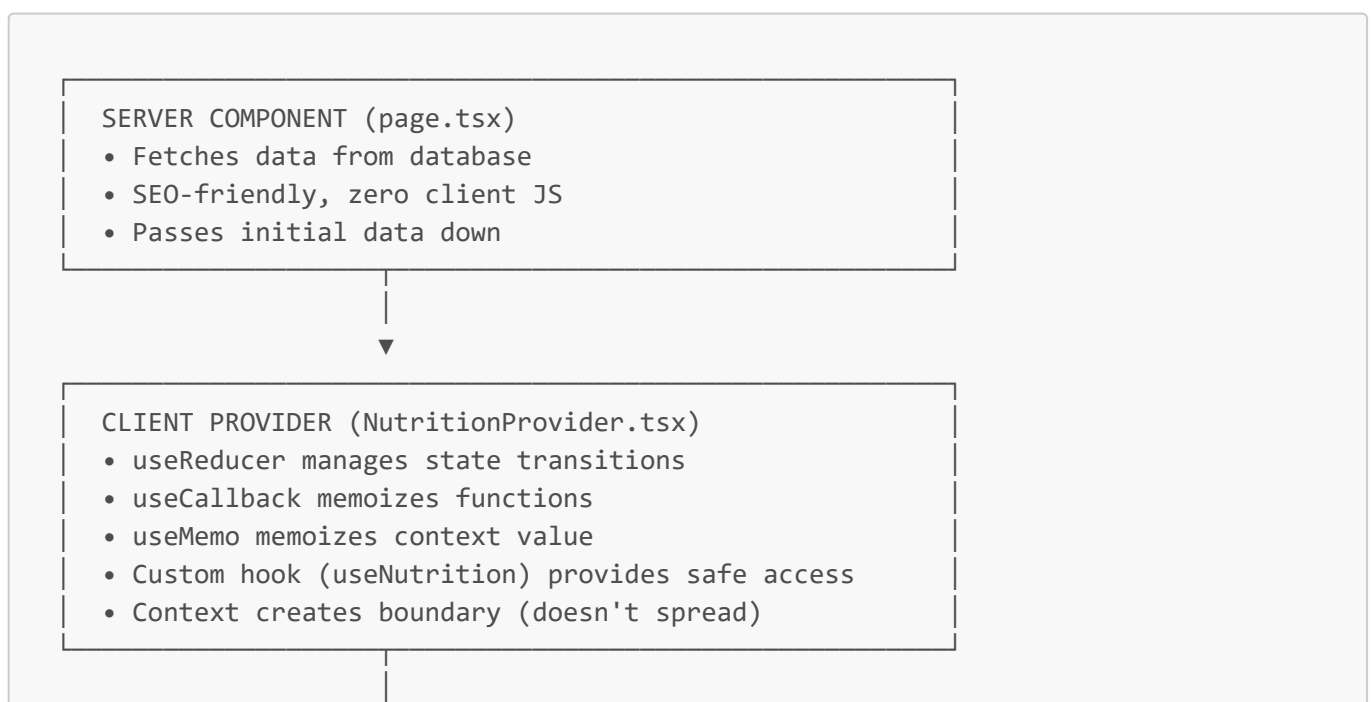 SERVER COMPONENT (page.tsx)
• Fetches data from database
• SEO-friendly, zero client JS
• Passes initial data down
▼
CLIENT PROVIDER (NutritionProvider.tsx)
• useReducer manages state transitions
• useCallback memoizes functions
• useMemo memoizes context value
• Custom hook (useNutrition) provides safe access
• Context creates boundary (doesn't spread)